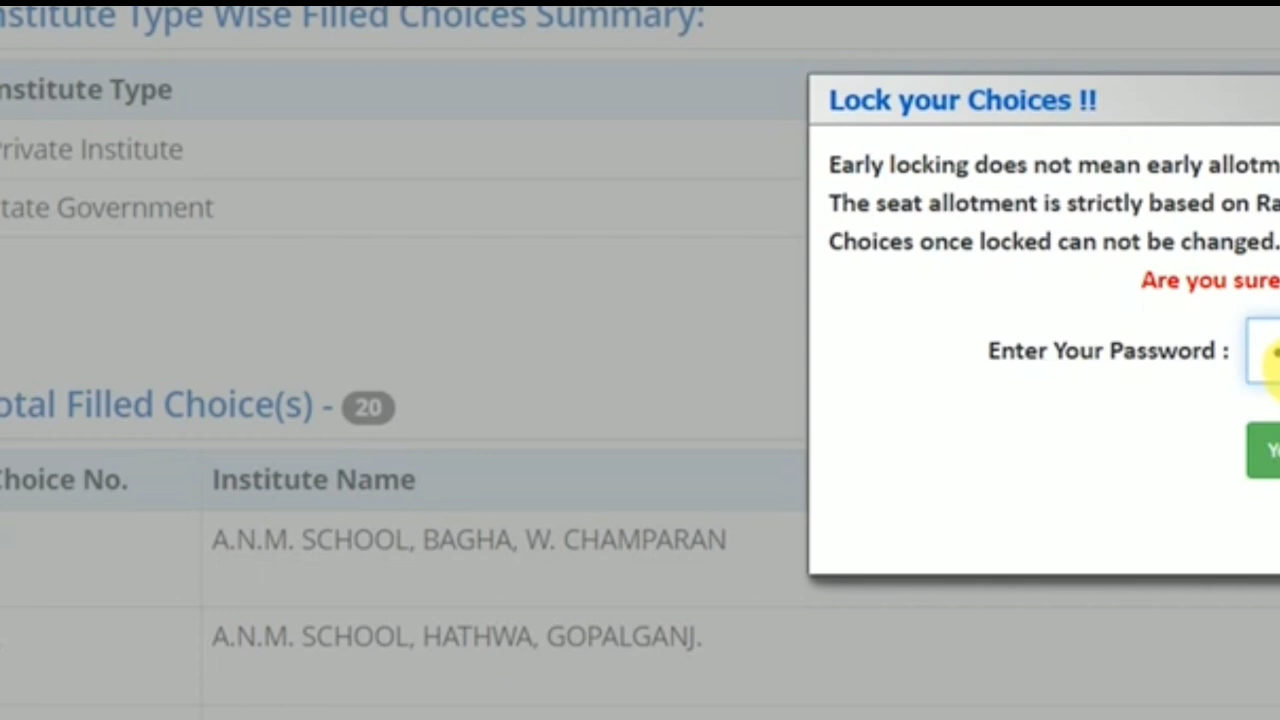 nstitute Type Wise Filled Choices Summary:
nstitute Type
rivate Institute
tate Government
otal Filled Choice(s) - 20
Choice No.
Institute Name
A.N.M. SCHOOL, BAGHA, W. CHAMPARAN
A.N.M. SCHOOL, HATHWA, GOPALGANJ.
Lock your Choices !!
Early locking does not mean early allotm
The seat allotment is strictly based on Ra
Choices once locked can not be changed.
Are you sure
Enter Your Password :